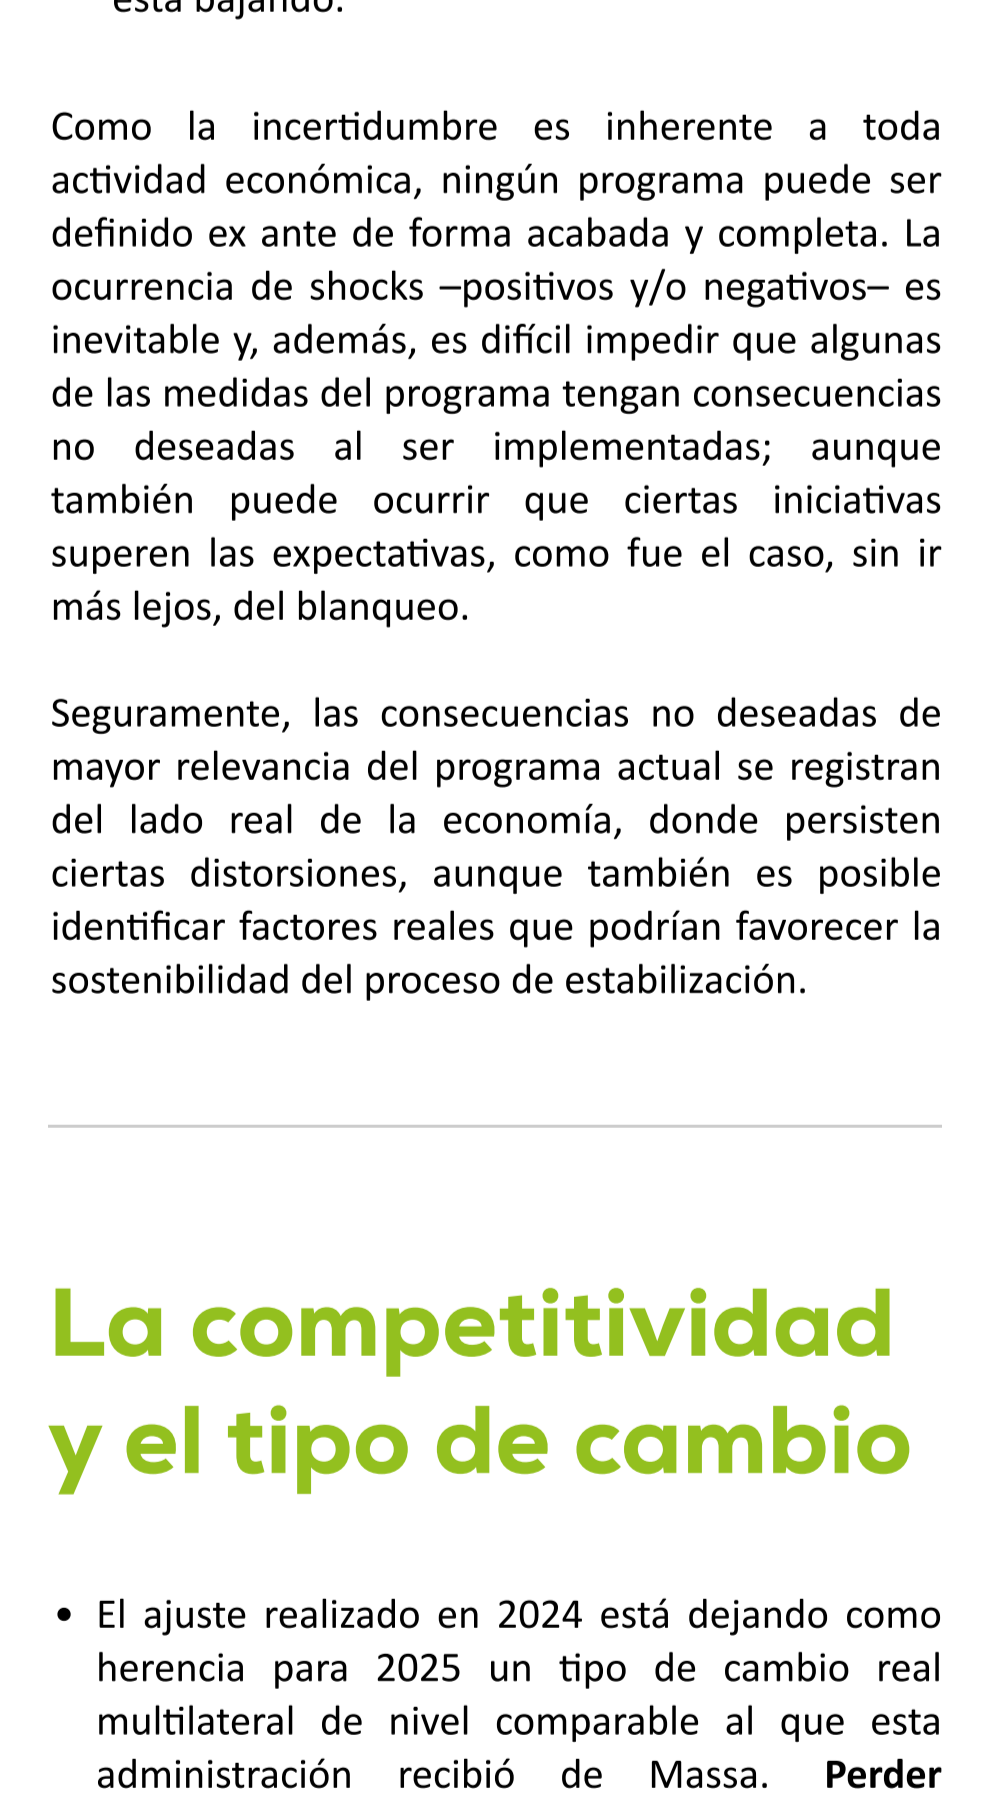 está bajando.
Como la incertidumbre es inherente a toda
actividad económica, ningún programa puede ser
definido ex ante de forma acabada y completa. La
ocurrencia de shocks –positivos y/o negativos– es
inevitable y, además, es difícil impedir que algunas
de las medidas del programa tengan consecuencias
no deseadas al ser implementadas; aunque
también puede ocurrir que ciertas iniciativas
superen las expectativas, como fue el caso, sin ir
más lejos, del blanqueo.
Seguramente, las consecuencias no deseadas de
mayor relevancia del programa actual se registran
del lado real de la economía, donde persisten
ciertas distorsiones, aunque también es posible
identificar factores reales que podrían favorecer la
sostenibilidad del proceso de estabilización.
La competitividad
y el tipo de cambio
• El ajuste realizado en 2024 está dejando como
herencia para 2025 un tipo de cambio real
multilateral de nivel comparable al que esta
administración recibió de Massa. Perder